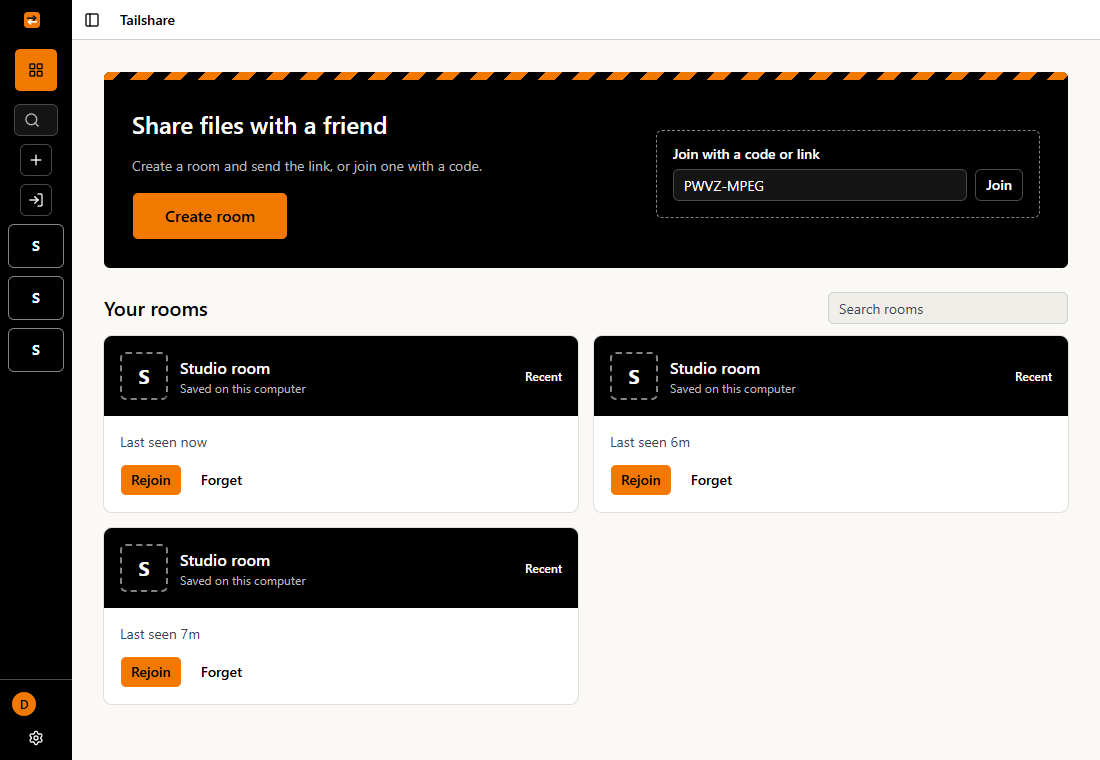 Tailshare
Share files with a friend
Create a room and send the link, or join one with a code.
Create room
Join with a code or link
PWVZ-MPEG
Join
S
S
S
Your rooms
Search rooms
S
Studio room
Saved on this computer
Recent
Last seen now
Rejoin
Forget
S
Studio room
Saved on this computer
Recent
Last seen 6m
Rejoin
Forget
S
Studio room
Saved on this computer
Recent
Last seen 7m
Rejoin
Forget
D